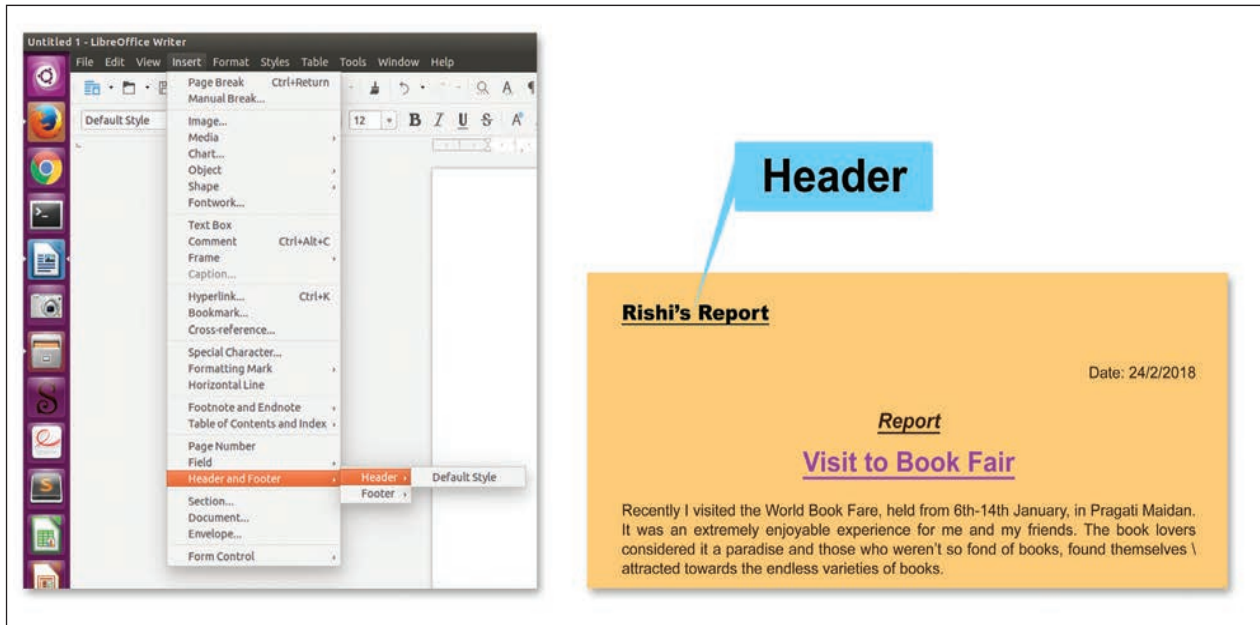 Untitled 1 - LibreOffice Writer
File Edit View Insert Format Styles Table Tools Window Help
Page Break Ctrl+Return
Manual Break...
Default Style
12
B I U S A
Image...
Media
Chart...
Object
Shape
Fontwork...
Text Box
Comment Ctrl+Alt+C
Frame
Caption...
Hyperlink... Ctrl+K
Bookmark...
Cross-reference...
Special Character...
Formatting Mark
Horizontal Line
Footnote and Endnote
Table of Contents and Index
Page Number
Field
Header and Footer
Header
Default Style
Footer
Section...
Document...
Envelope...
Form Control
Header
Rishi's Report
Date: 24/2/2018
Report
Visit to Book Fair
Recently I visited the World Book Fare, held from 6th-14th January, in Pragati Maidan.
It was an extremely enjoyable experience for me and my friends. The book lovers
considered it a paradise and those who weren't so fond of books, found themselves \
attracted towards the endless varieties of books.